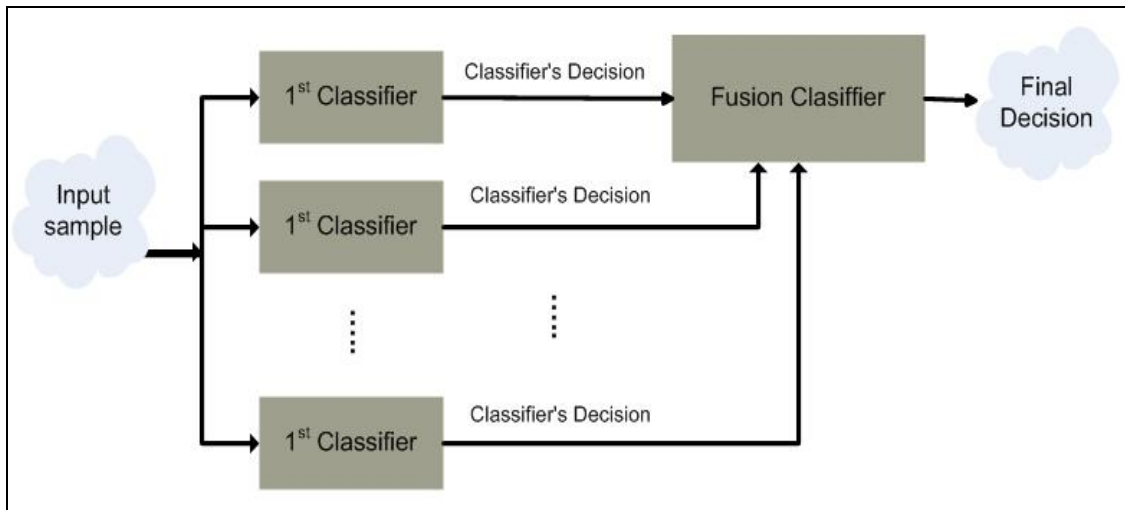 Input
sample
1st Classifier
Classifier's Decision
Fusion Clasiffier
Final
Decision
1st Classifier
Classifier's Decision
1st Classifier
Classifier's Decision